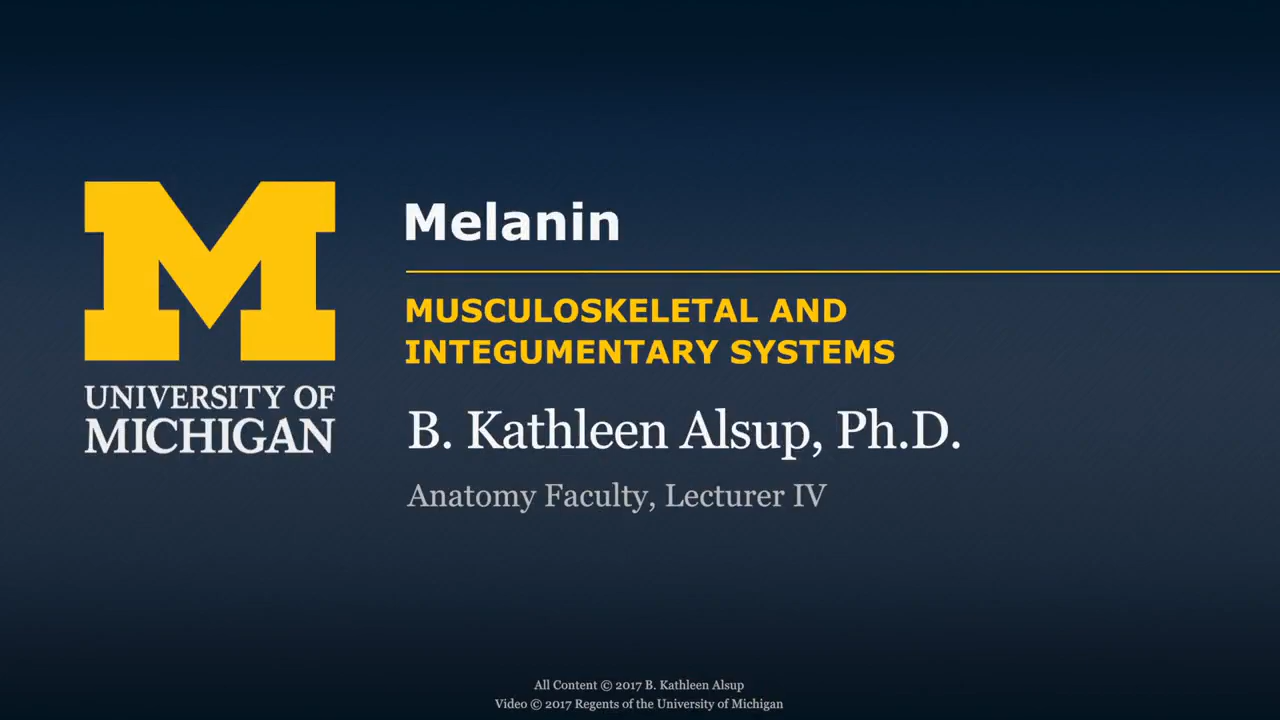 Melanin
MUSCULOSKELETAL AND
INTEGUMENTARY SYSTEMS
UNIVERSITY OF
MICHIGAN
B. Kathleen Alsup, Ph.D.
Anatomy Faculty, Lecturer IV
All Content © 2017 B. Kathleen Alsup
Video © 2017 Regents of the University of Michigan